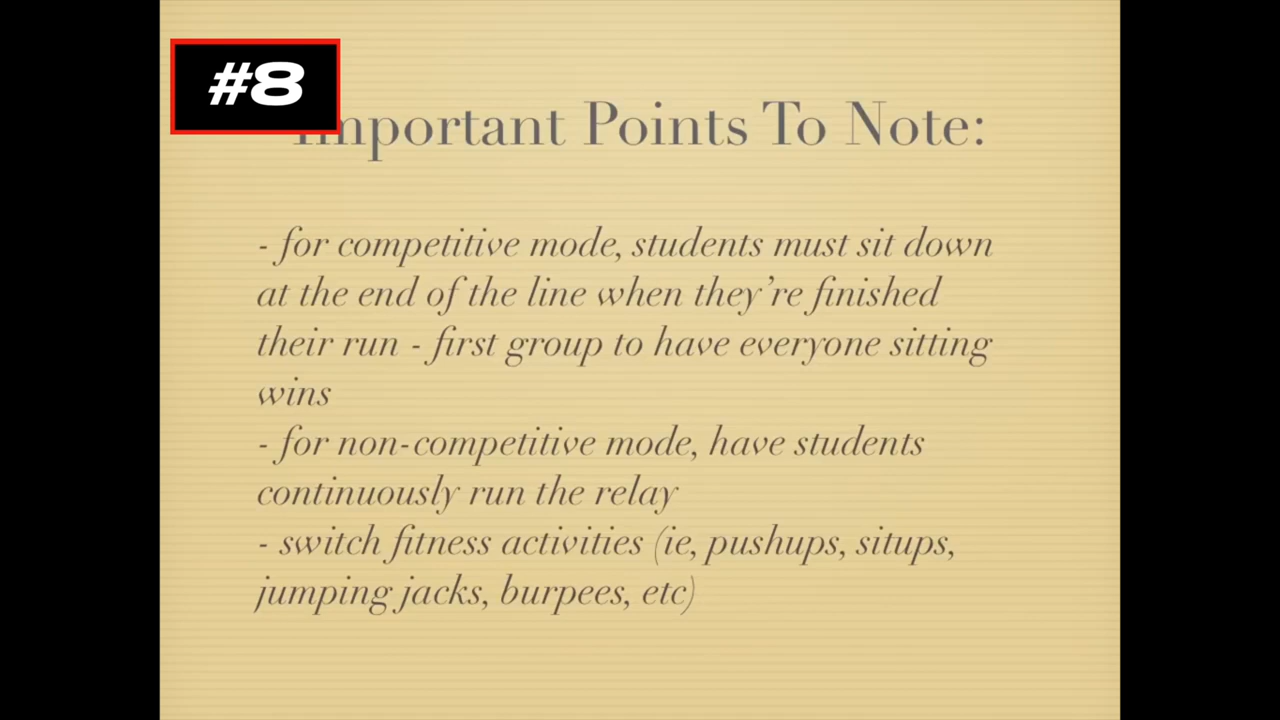 #8
Important Points To Note:
- for competitive mode, students must sit down
at the end of the line when they’re finished
their run - first group to have everyone sitting
wins
- for non-competitive mode, have students
continuously run the relay
- switch fitness activities (ie, pushups, situps,
jumping jacks, burpees, etc)